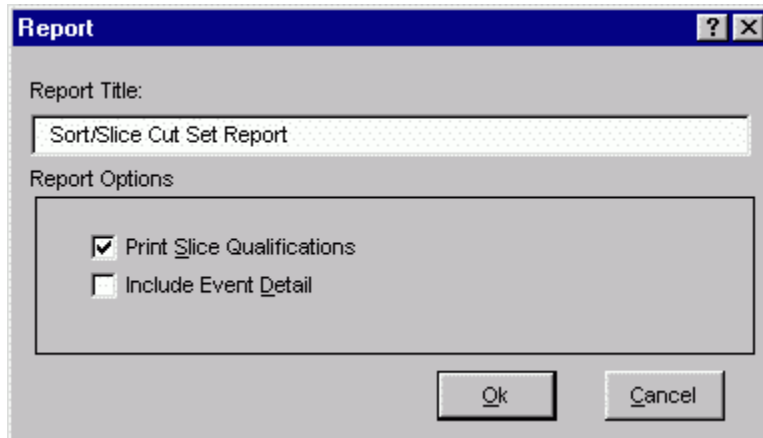 Report
Report Title:
Sort/Slice Cut Set Report
Report Options
Print Slice Qualifications
Include Event Detail
Ok
Cancel